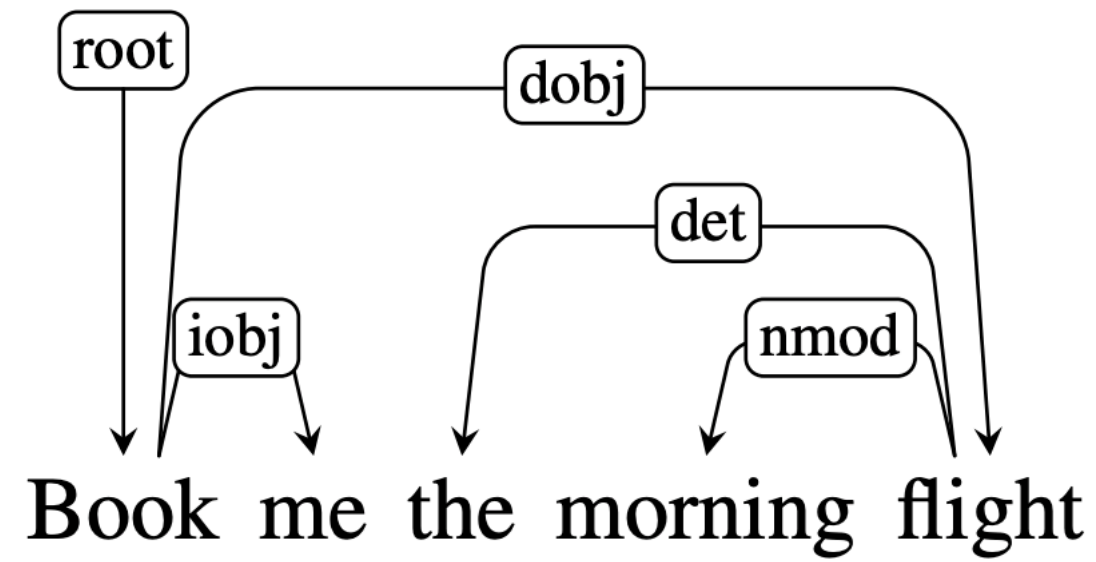 root
dobj
det
iobj
nmod
Book me the morning flight